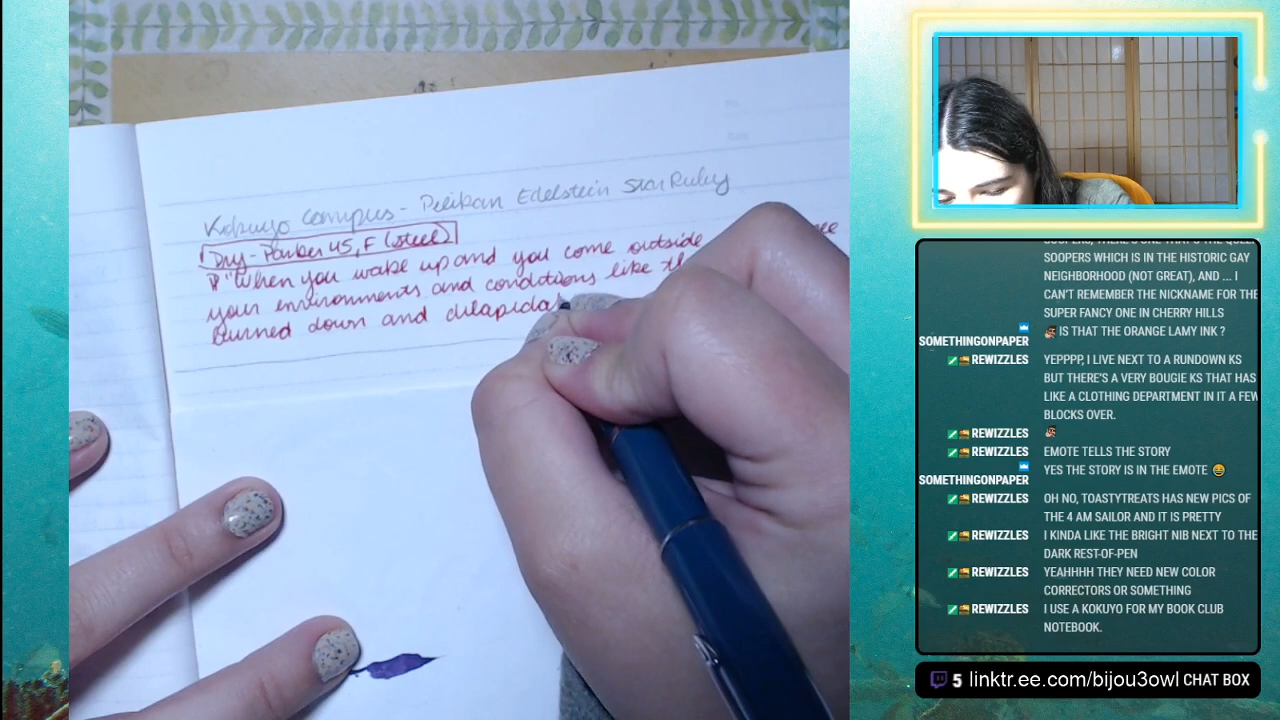 Kokuyo Campus - Pelikan Edelstein Star Ruby
Dry - Parker 45, F (steel)
"When you wake up and you come outside
your environments and conditions like
burned down and dilapida
SOOPERS WHICH IS IN THE HISTORIC GAY
NEIGHBORHOOD (NOT GREAT), AND ... I
CAN'T REMEMBER THE NICKNAME FOR THE
SUPER FANCY ONE IN CHERRY HILLS
SOMETHINGONPAPER IS THAT THE ORANGE LAMY INK ?
REWIZZLES YEPPPP, I LIVE NEXT TO A RUNDOWN KS
BUT THERE'S A VERY BOUGIE KS THAT HAS
LIKE A CLOTHING DEPARTMENT IN IT A FEW
BLOCKS OVER.
REWIZZLES
REWIZZLES EMOTE TELLS THE STORY
SOMETHINGONPAPER YES THE STORY IS IN THE EMOTE
REWIZZLES OH NO, TOASTYTREATS HAS NEW PICS OF
THE 4 AM SAILOR AND IT IS PRETTY
REWIZZLES I KINDA LIKE THE BRIGHT NIB NEXT TO THE
DARK REST-OF-PEN
REWIZZLES YEAHHHH THEY NEED NEW COLOR
CORRECTORS OR SOMETHING
REWIZZLES I USE A KOKUYO FOR MY BOOK CLUB
NOTEBOOK.
5 linktr.ee.com/bijou3owl CHAT BOX